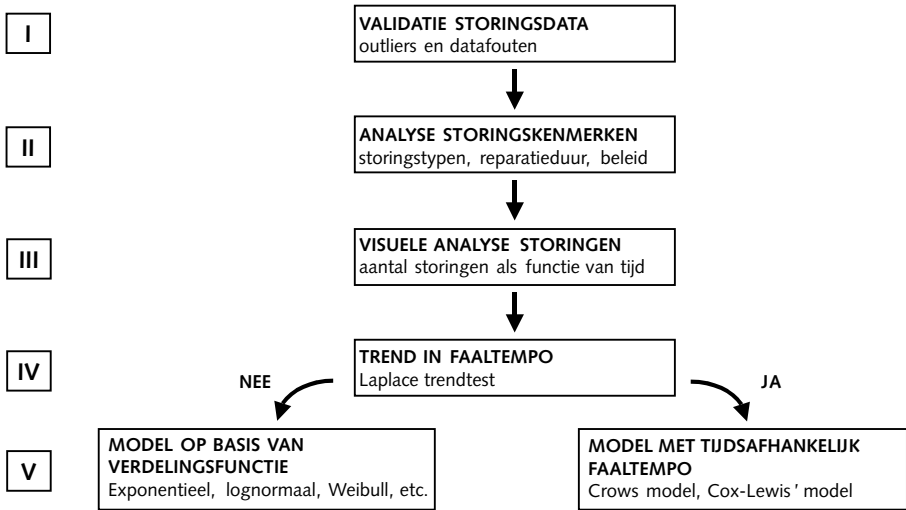 I
VALIDATIE STORINGSDATA
outliers en datafouten
II
ANALYSE STORINGSKENMERKEN
storingstypen, reparatieduur, beleid
III
VISUELE ANALYSE STORINGEN
aantal storingen als functie van tijd
IV
TREND IN FAALTEMPO
Laplace trendtest
NEE
JA
V
MODEL OP BASIS VAN
VERDELINGSFUNCTIE
Exponentieel, lognormaal, Weibull, etc.
MODEL MET TIJDSAFHANKELIJK
FAALTEMPO
Crows model, Cox-Lewis’ model